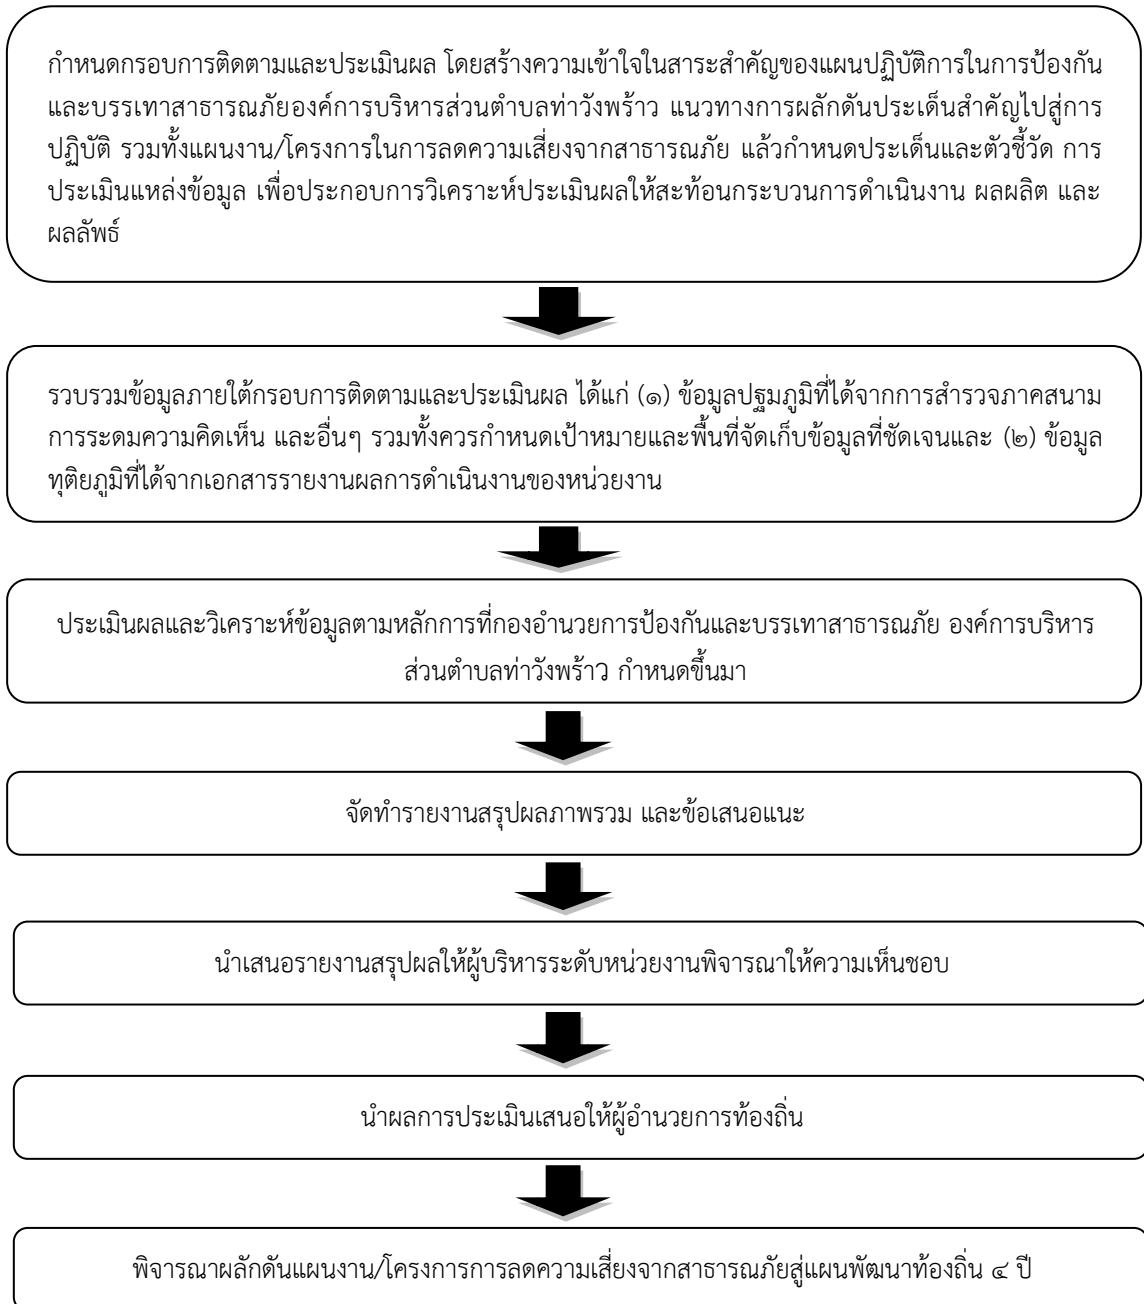 กำหนดกรอบการติดตามและประเมินผล โดยสร้างความเข้าใจในสาระสำคัญของแผนปฏิบัติการในการป้องกัน
และบรรเทาสาธารณภัยองค์การบริหารส่วนตำบลท่าวังพร้าว แนวทางการผลักดันประเด็นสำคัญไปสู่การ
ปฏิบัติ รวมทั้งแผนงาน/โครงการในการลดความเสี่ยงจากสาธารณภัย แล้วกำหนดประเด็นและตัวชี้วัด การ
ประเมินแหล่งข้อมูล เพื่อประกอบการวิเคราะห์ประเมินผลให้สะท้อนกระบวนการดำเนินงาน ผลผลิต และ
ผลลัพธ์
รวบรวมข้อมูลภายใต้กรอบการติดตามและประเมินผล ได้แก่ (๑) ข้อมูลปฐมภูมิที่ได้จากการสำรวจภาคสนาม
การระดมความคิดเห็น และอื่นๆ รวมทั้งควรกำหนดเป้าหมายและพื้นที่จัดเก็บข้อมูลที่ชัดเจนและ (๒) ข้อมูล
ทุติยภูมิที่ได้จากเอกสารรายงานผลการดำเนินงานของหน่วยงาน
ประเมินผลและวิเคราะห์ข้อมูลตามหลักการที่กองอำนวยการป้องกันและบรรเทาสาธารณภัย องค์การบริหาร
ส่วนตำบลท่าวังพร้าว กำหนดขึ้นมา
จัดทำรายงานสรุปผลภาพรวม และข้อเสนอแนะ
นำเสนอรายงานสรุปผลให้ผู้บริหารระดับหน่วยงานพิจารณาให้ความเห็นชอบ
นำผลการประเมินเสนอให้ผู้อำนวยการท้องถิ่น
พิจารณาผลักดันแผนงาน/โครงการการลดความเสี่ยงจากสาธารณภัยสู่แผนพัฒนาท้องถิ่น ๔ ปี